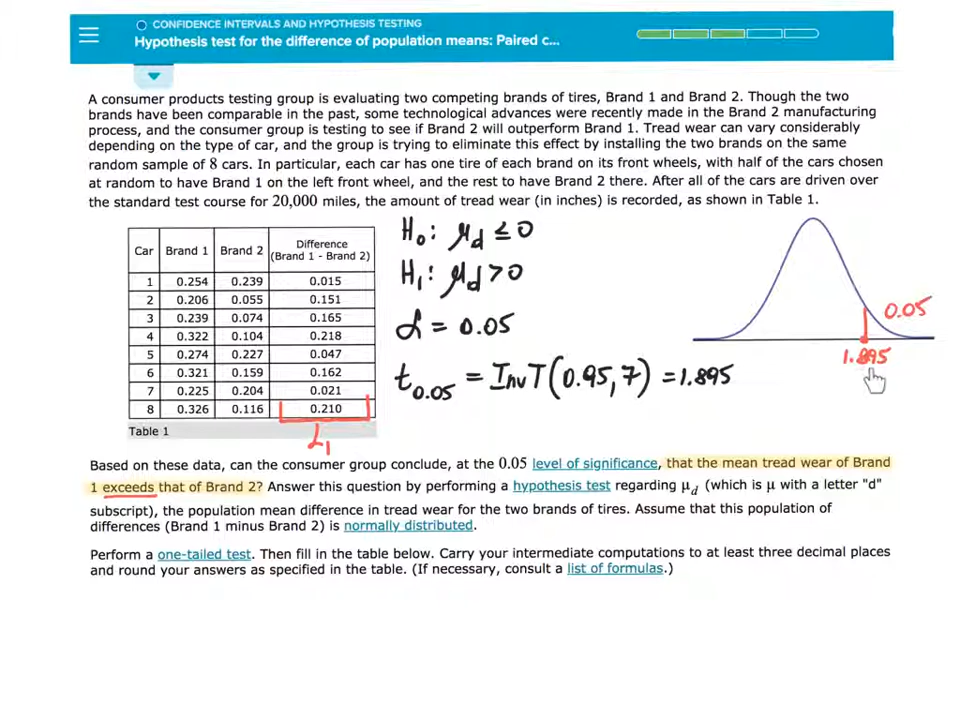 CONFIDENCE INTERVALS AND HYPOTHESIS TESTING
Hypothesis test for the difference of population means: Paired c...
A consumer products testing group is evaluating two competing brands of tires, Brand 1 and Brand 2. Though the two
brands have been comparable in the past, some technological advances were recently made in the Brand 2 manufacturing
process, and the consumer group is testing to see if Brand 2 will outperform Brand 1. Tread wear can vary considerably
depending on the type of car, and the group is trying to eliminate this effect by installing the two brands on the same
random sample of 8 cars. In particular, each car has one tire of each brand on its front wheels, with half of the cars chosen
at random to have Brand 1 on the left front wheel, and the rest to have Brand 2 there. After all of the cars are driven over
the standard test course for 20,000 miles, the amount of tread wear (in inches) is recorded, as shown in Table 1.
Car Brand 1 Brand 2 Difference (Brand 1 - Brand 2)
1 0.254 0.239 0.015
2 0.206 0.055 0.151
3 0.239 0.074 0.165
4 0.322 0.104 0.218
5 0.274 0.227 0.047
6 0.321 0.159 0.162
7 0.225 0.204 0.021
8 0.326 0.116 0.210
Table 1
L₁
H₀: μd ≤ 0
H₁: μd > 0
α = 0.05
t0.05 = InvT(0.95, 7) = 1.895
0.05
1.895
Based on these data, can the consumer group conclude, at the 0.05 level of significance, that the mean tread wear of Brand
1 exceeds that of Brand 2? Answer this question by performing a hypothesis test regarding μd (which is μ with a letter "d"
subscript), the population mean difference in tread wear for the two brands of tires. Assume that this population of
differences (Brand 1 minus Brand 2) is normally distributed.
Perform a one-tailed test. Then fill in the table below. Carry your intermediate computations to at least three decimal places
and round your answers as specified in the table. (If necessary, consult a list of formulas.)